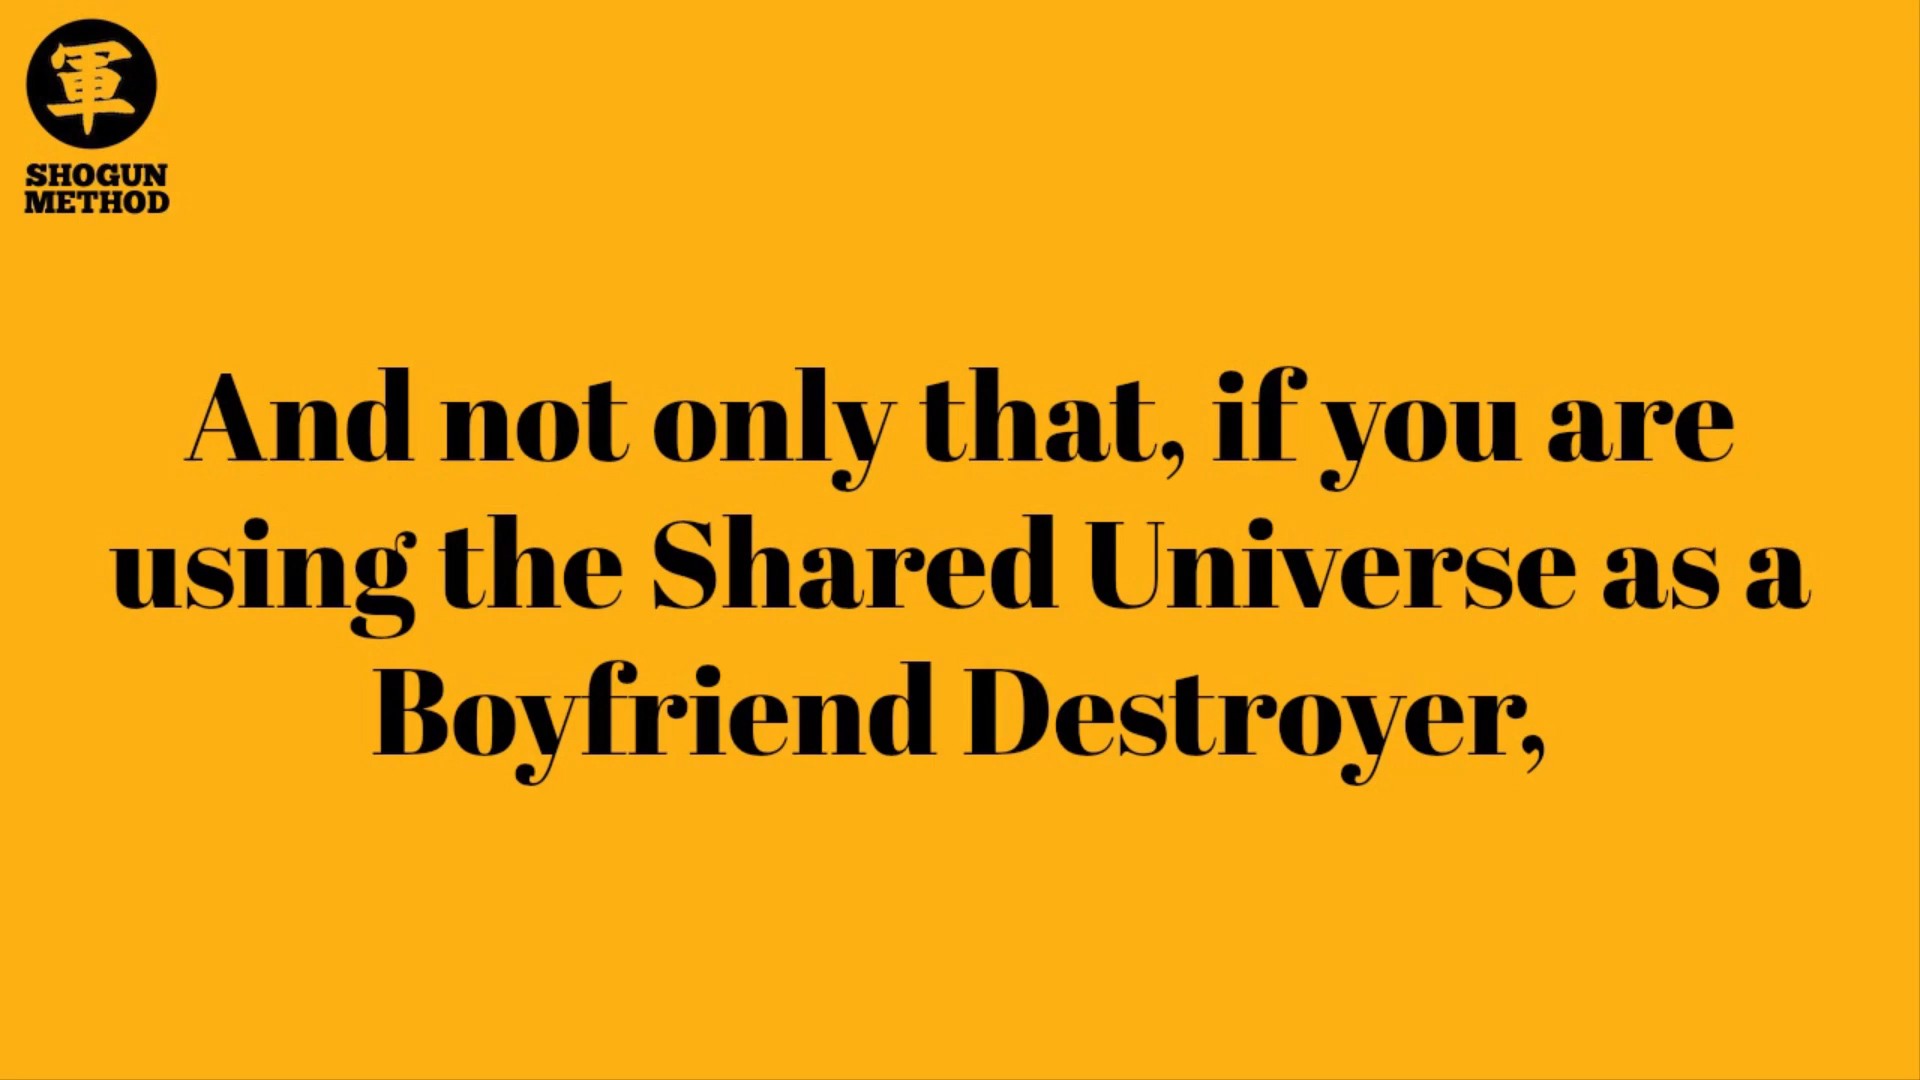 軍
SHOGUN
METHOD
And not only that, if you are
using the Shared Universe as a
Boyfriend Destroyer,